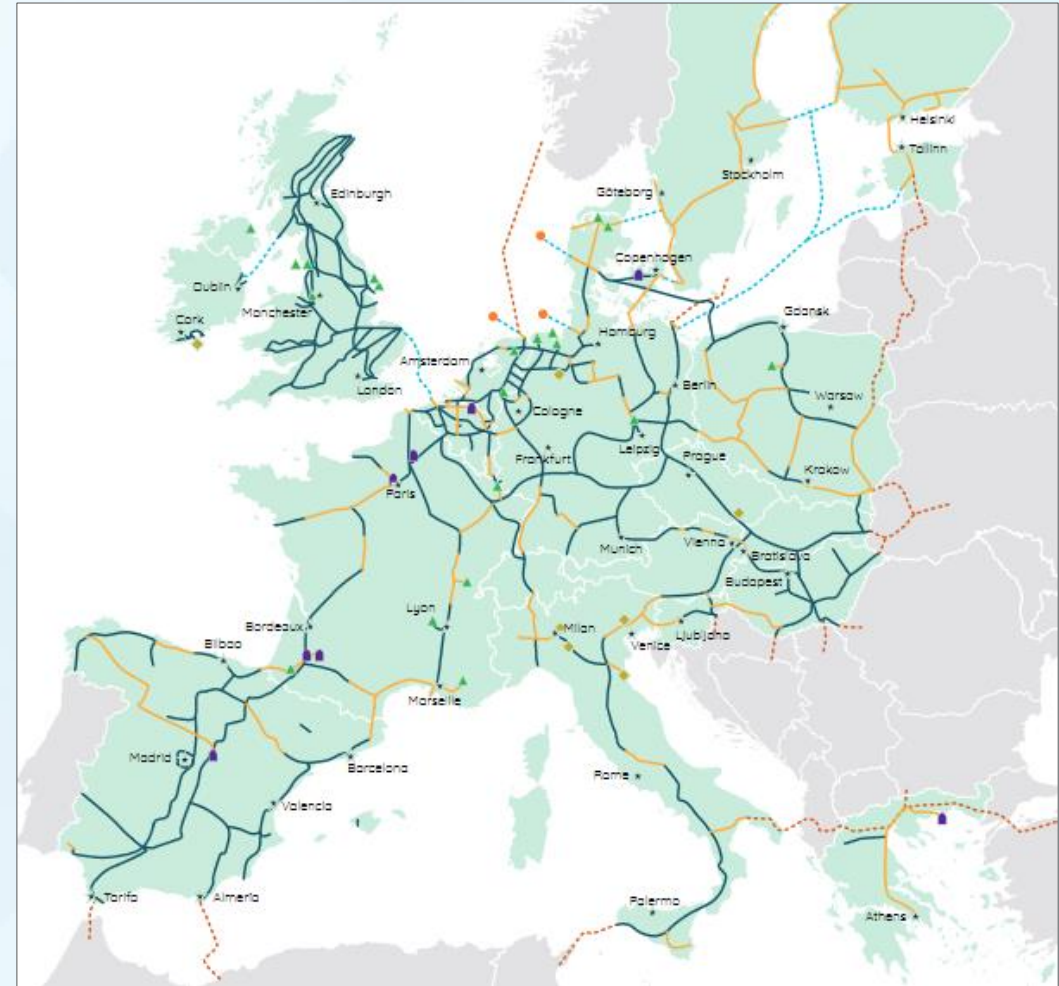 Helsinki
Tallinn
Stockholm
Edinburgh
Göteborg
Copenhagen
Dublin
Manchester
Gdansk
Cork
Hamburg
Amsterdam
London
Berlin
Warsaw
Cologne
Frankfurt
Leipzig
Prague
Krakow
Paris
Munich
Vienna
Bratislava
Budapest
Lyon
Bordeaux
Milan
Venice
Ljubljana
Bilbao
Marseille
Madrid
Barcelona
Rome
Valencia
Tarifa
Almeria
Palermo
Athens